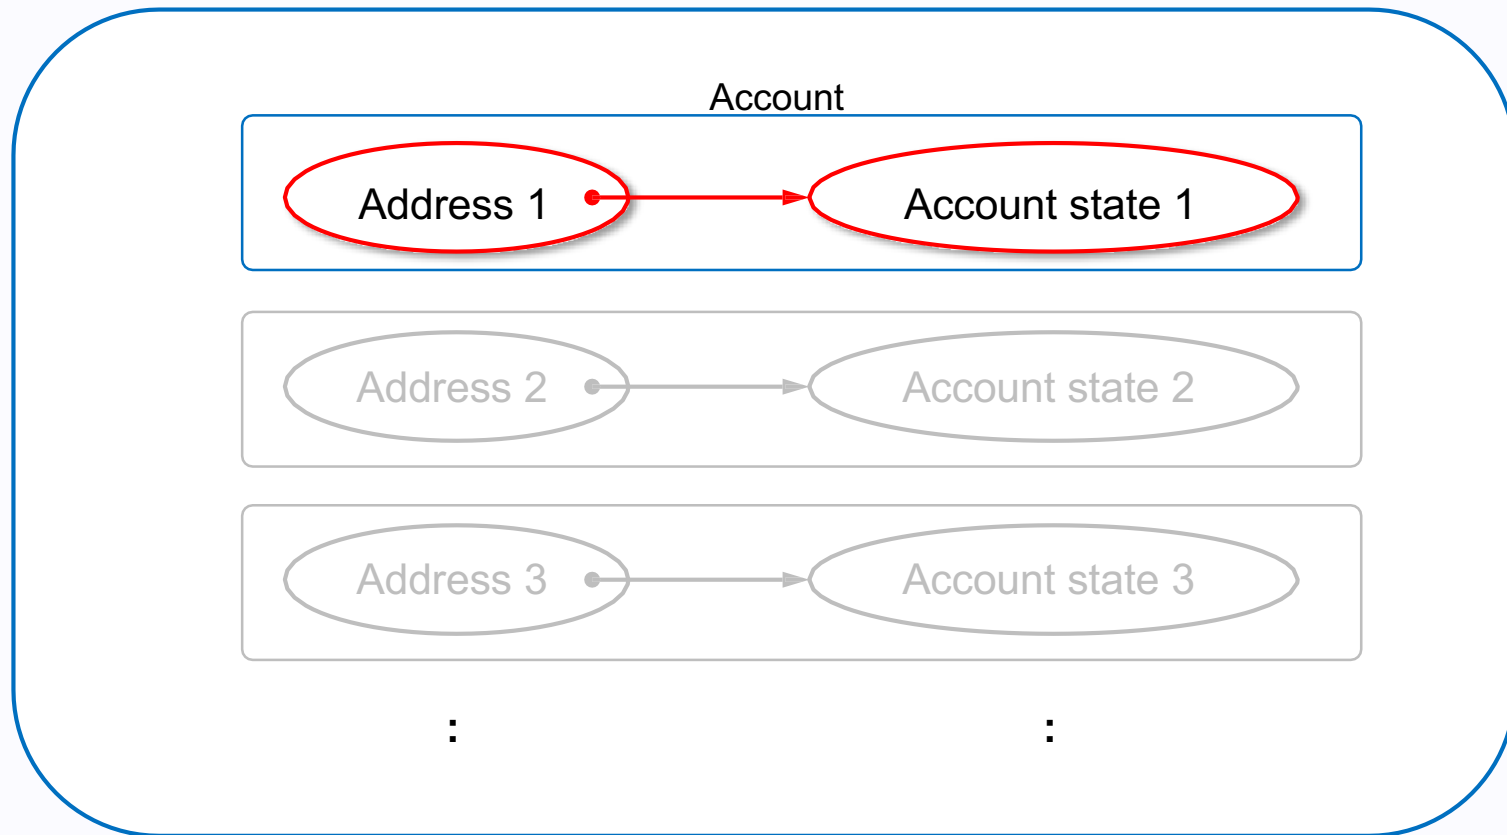 Account
Address 1 Account state 1
Address 2 Account state 2
Address 3 Account state 3
: :